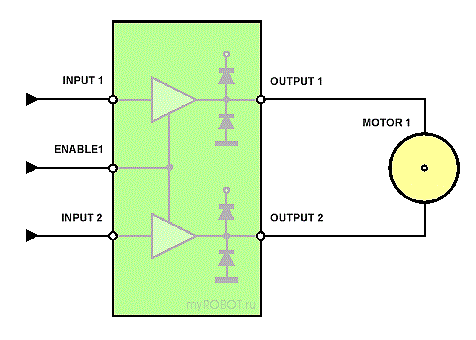 INPUT 1
OUTPUT 1
MOTOR 1
ENABLE1
INPUT 2
OUTPUT 2
myROBOT.ru